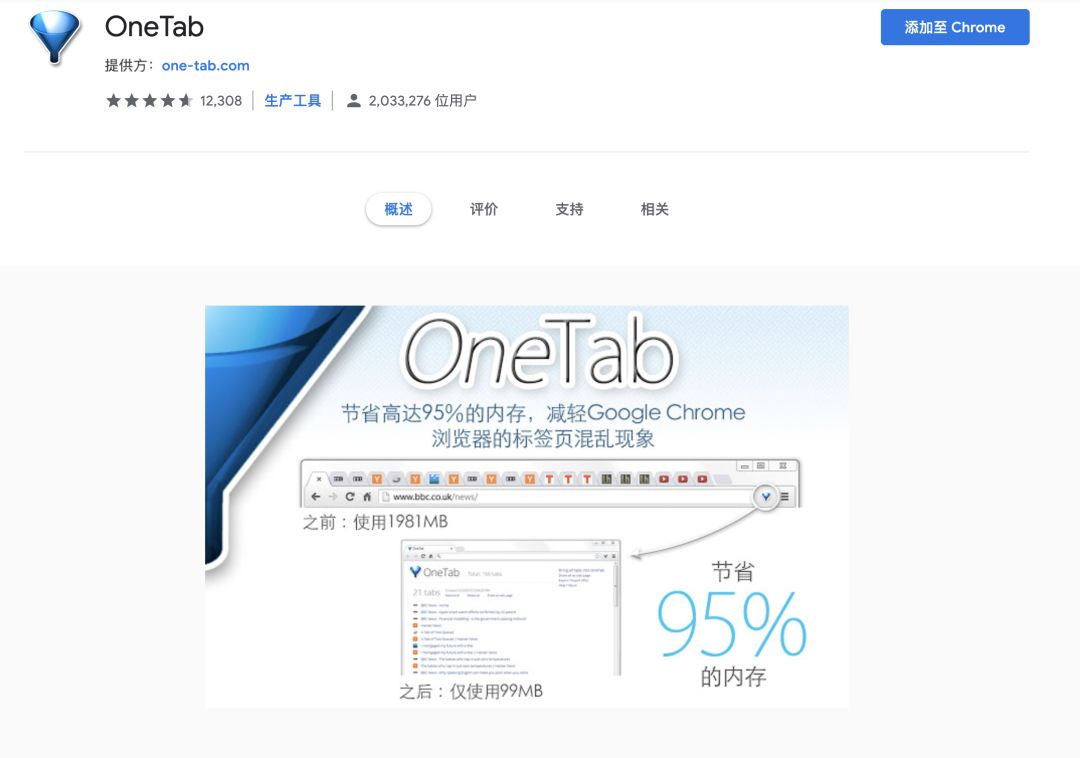 OneTab
添加至 Chrome
提供方： one-tab.com
12,308 生产工具 2,033,276 位用户
概述 评价 支持 相关
OneTab
节省高达95%的内存，减轻Google Chrome
浏览器的标签页混乱现象
www.bbc.co.uk/news/
之前：使用1981MB
OneTab
21 tabs
节省
95%
的内存
之后：仅使用99MB